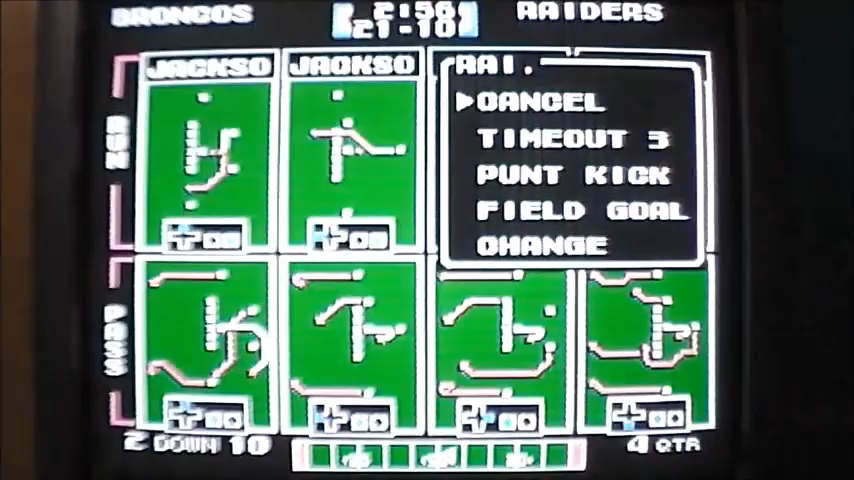 BRONCOS 2:56 RAIDERS
21-10
JACKSO JACKSO RAI.
CANCEL
TIMEOUT 3
PUNT KICK
FIELD GOAL
CHANGE
RUN
PASS
2 DOWN 10 4 QTR